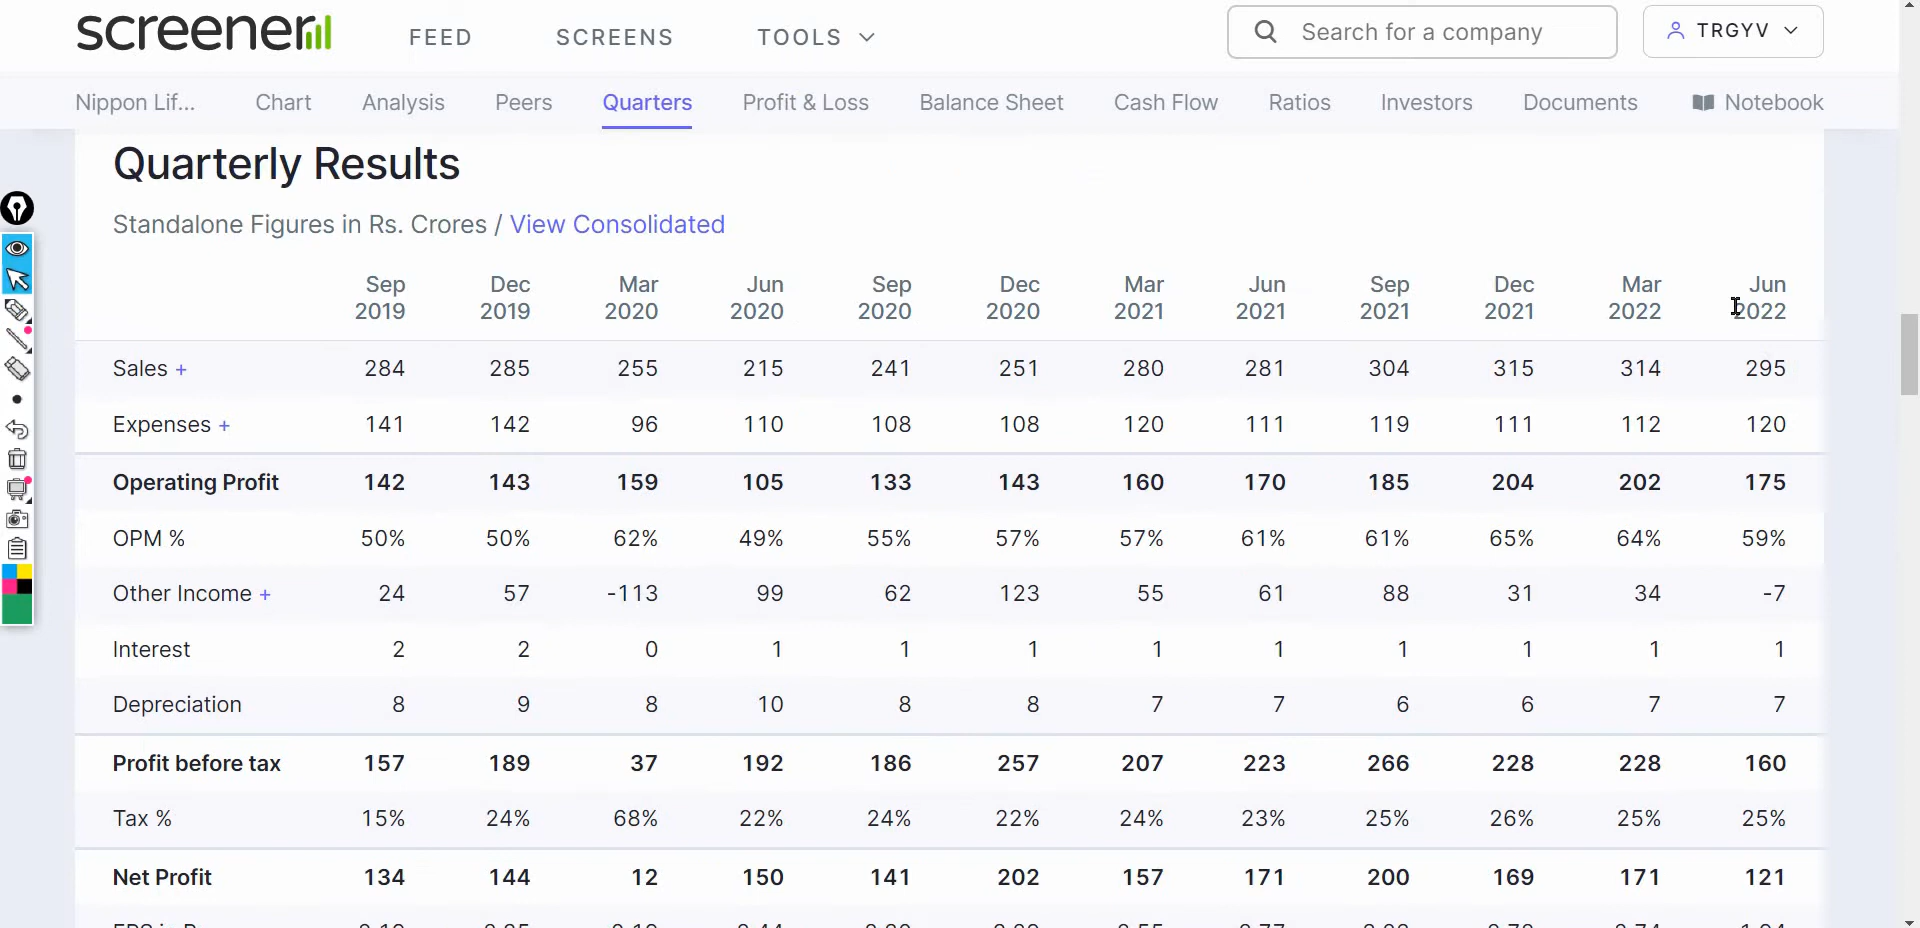 screener
FEED SCREENS TOOLS
Search for a company
TRGYV
Nippon Lif... Chart Analysis Peers Quarters Profit & Loss Balance Sheet Cash Flow Ratios Investors Documents Notebook
Quarterly Results
Standalone Figures in Rs. Crores / View Consolidated
Sep 2019 Dec 2019 Mar 2020 Jun 2020 Sep 2020 Dec 2020 Mar 2021 Jun 2021 Sep 2021 Dec 2021 Mar 2022 Jun 2022
Sales + 284 285 255 215 241 251 280 281 304 315 314 295
Expenses + 141 142 96 110 108 108 120 111 119 111 112 120
Operating Profit 142 143 159 105 133 143 160 170 185 204 202 175
OPM % 50% 50% 62% 49% 55% 57% 57% 61% 61% 65% 64% 59%
Other Income + 24 57 -113 99 62 123 55 61 88 31 34 -7
Interest 2 2 0 1 1 1 1 1 1 1 1 1
Depreciation 8 9 8 10 8 8 7 7 6 6 7 7
Profit before tax 157 189 37 192 186 257 207 223 266 228 228 160
Tax % 15% 24% 68% 22% 24% 22% 24% 23% 25% 26% 25% 25%
Net Profit 134 144 12 150 141 202 157 171 200 169 171 121